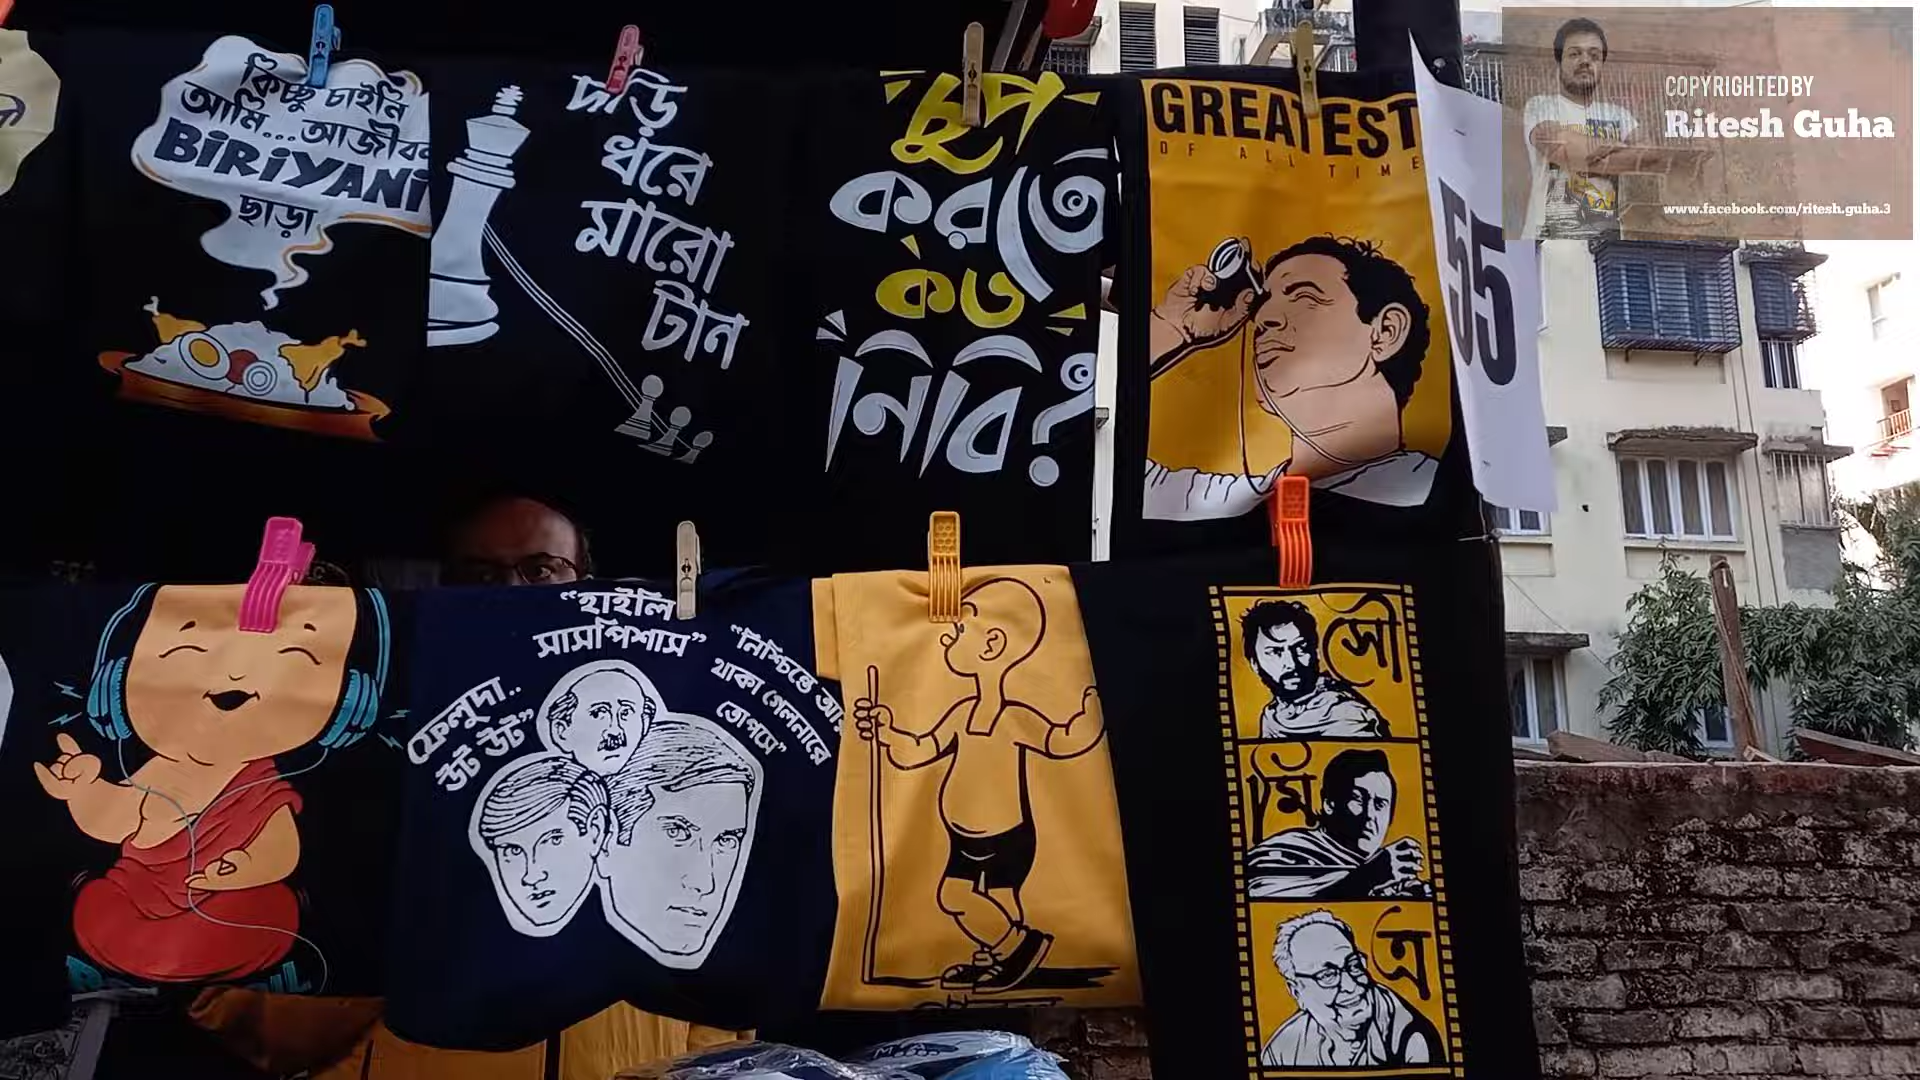 কিচ্ছু চাইনি
আমি... আজীবন
BiRiYANi
ছাড়া
দড়ি
ধরে
মারো
টান
চুপ
করতে
কত
নিবি?
GREATEST
OF ALL TIME
55
COPYRIGHTED BY
Ritesh Guha
www.facebook.com/ritesh.guha.3
"হাইলি
সাসপিশাস"
ফেলুদা..
উট উট"
"নিশ্চিন্তে আর
থাকা গেলনারে
তোপসে"
সৌ
মি
ত্র